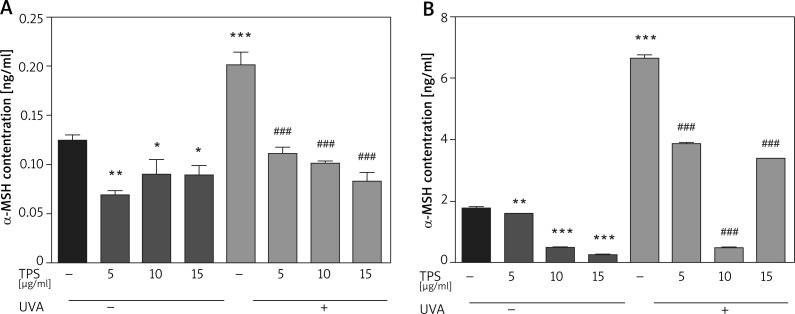 A
α-MSH contentration [ng/ml]
0.25
0.20
0.15
0.10
0.05
0
***
**
*
*
###
###
###
TPS – 5 10 15 – 5 10 15
[μg/ml]
UVA – +
B
α-MSH contentration [ng/ml]
8
6
4
2
0
***
**
***
***
###
###
###
TPS – 5 10 15 – 5 10 15
[μg/ml]
UVA – +